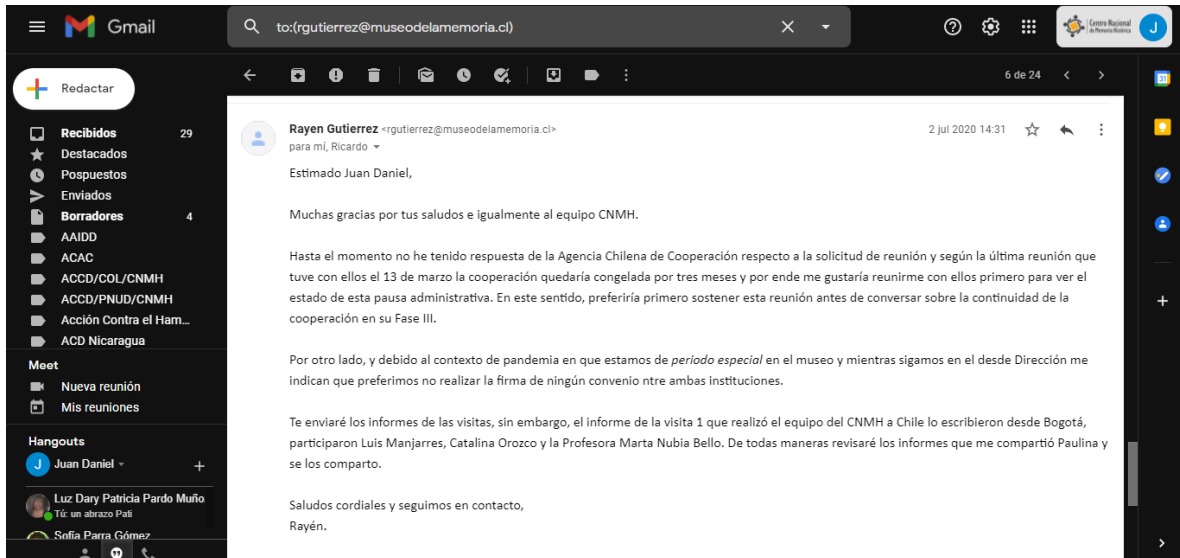 Gmail
to:(rgutierrez@museodelamemoria.cl)
Centro Nacional
de Memoria Histórica
J
Redactar
6 de 24
31
Recibidos 29
Destacados
Pospuestos
Enviados
Borradores 4
AAIDD
ACAC
ACCD/COL/CNMH
ACCD/PNUD/CNMH
Acción Contra el Ham...
ACD Nicaragua
Meet
Nueva reunión
Mis reuniones
Hangouts
J Juan Daniel
Luz Dary Patricia Pardo Muño
Tú: un abrazo Pati
Sofía Parra Gómez
Rayen Gutierrez <rgutierrez@museodelamemoria.cl> 2 jul 2020 14:31
para mí, Ricardo
Estimado Juan Daniel,
Muchas gracias por tus saludos e igualmente al equipo CNMH.
Hasta el momento no he tenido respuesta de la Agencia Chilena de Cooperación respecto a la solicitud de reunión y según la última reunión que
tuve con ellos el 13 de marzo la cooperación quedaría congelada por tres meses y por ende me gustaría reunirme con ellos primero para ver el
estado de esta pausa administrativa. En este sentido, preferiría primero sostener esta reunión antes de conversar sobre la continuidad de la
cooperación en su Fase III.
Por otro lado, y debido al contexto de pandemia en que estamos de periodo especial en el museo y mientras sigamos en el desde Dirección me
indican que preferimos no realizar la firma de ningún convenio ntre ambas instituciones.
Te enviaré los informes de las visitas, sin embargo, el informe de la visita 1 que realizó el equipo del CNMH a Chile lo escribieron desde Bogotá,
participaron Luis Manjarres, Catalina Orozco y la Profesora Marta Nubia Bello. De todas maneras revisaré los informes que me compartió Paulina y
se los comparto.
Saludos cordiales y seguimos en contacto,
Rayén.